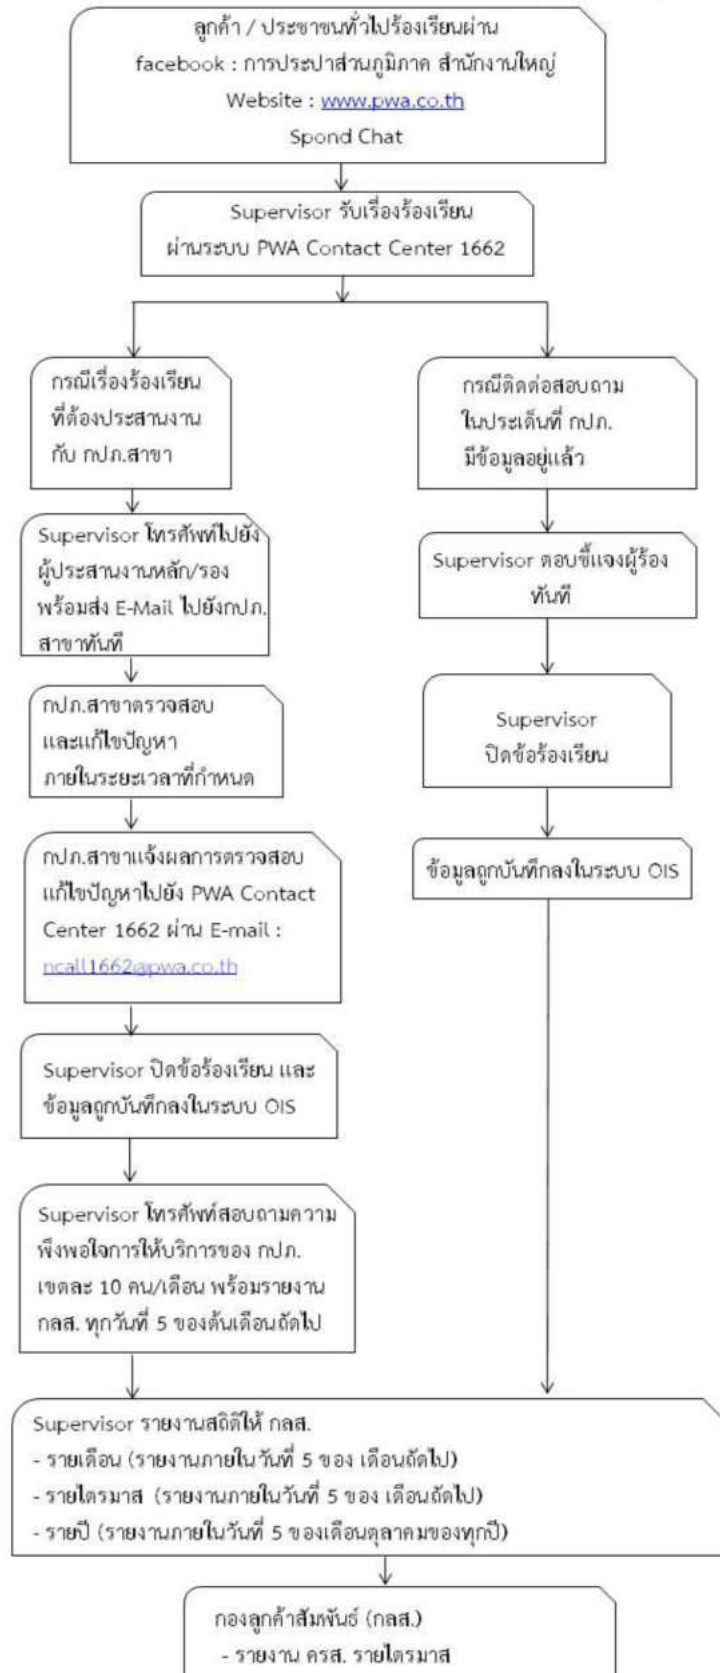 ลูกค้า / ประชาชนทั่วไปร้องเรียนผ่าน
facebook : การประปาส่วนภูมิภาค สำนักงานใหญ่
Website : www.pwa.co.th
Spond Chat
Supervisor รับเรื่องร้องเรียน
ผ่านระบบ PWA Contact Center 1662
กรณีเรื่องร้องเรียน
ที่ต้องประสานงาน
กับ กปภ.สาขา
Supervisor โทรศัพท์ไปยัง
ผู้ประสานงานหลัก/รอง
พร้อมส่ง E-Mail ไปยังกปภ.
สาขาทันที
กปภ.สาขาตรวจสอบ
และแก้ไขปัญหา
ภายในระยะเวลาที่กำหนด
กปภ.สาขาแจ้งผลการตรวจสอบ
แก้ไขปัญหาไปยัง PWA Contact
Center 1662 ผ่าน E-mail :
ncall1662@pwa.co.th
Supervisor ปิดข้อร้องเรียน และ
ข้อมูลถูกบันทึกลงในระบบ OIS
Supervisor โทรศัพท์สอบถามความ
พึงพอใจการให้บริการของ กปภ.
เขตละ 10 คน/เดือน พร้อมรายงาน
กลส. ทุกวันที่ 5 ของต้นเดือนถัดไป
กรณีติดต่อสอบถาม
ในประเด็นที่ กปภ.
มีข้อมูลอยู่แล้ว
Supervisor ตอบชี้แจงผู้ร้อง
ทันที
Supervisor
ปิดข้อร้องเรียน
ข้อมูลถูกบันทึกลงในระบบ OIS
Supervisor รายงานสถิติให้ กลส.
- รายเดือน (รายงานภายในวันที่ 5 ของ เดือนถัดไป)
- รายไตรมาส (รายงานภายในวันที่ 5 ของ เดือนถัดไป)
- รายปี (รายงานภายในวันที่ 5 ของเดือนตุลาคมของทุกปี)
กองลูกค้าสัมพันธ์ (กลส.)
- รายงาน ครส. รายไตรมาส